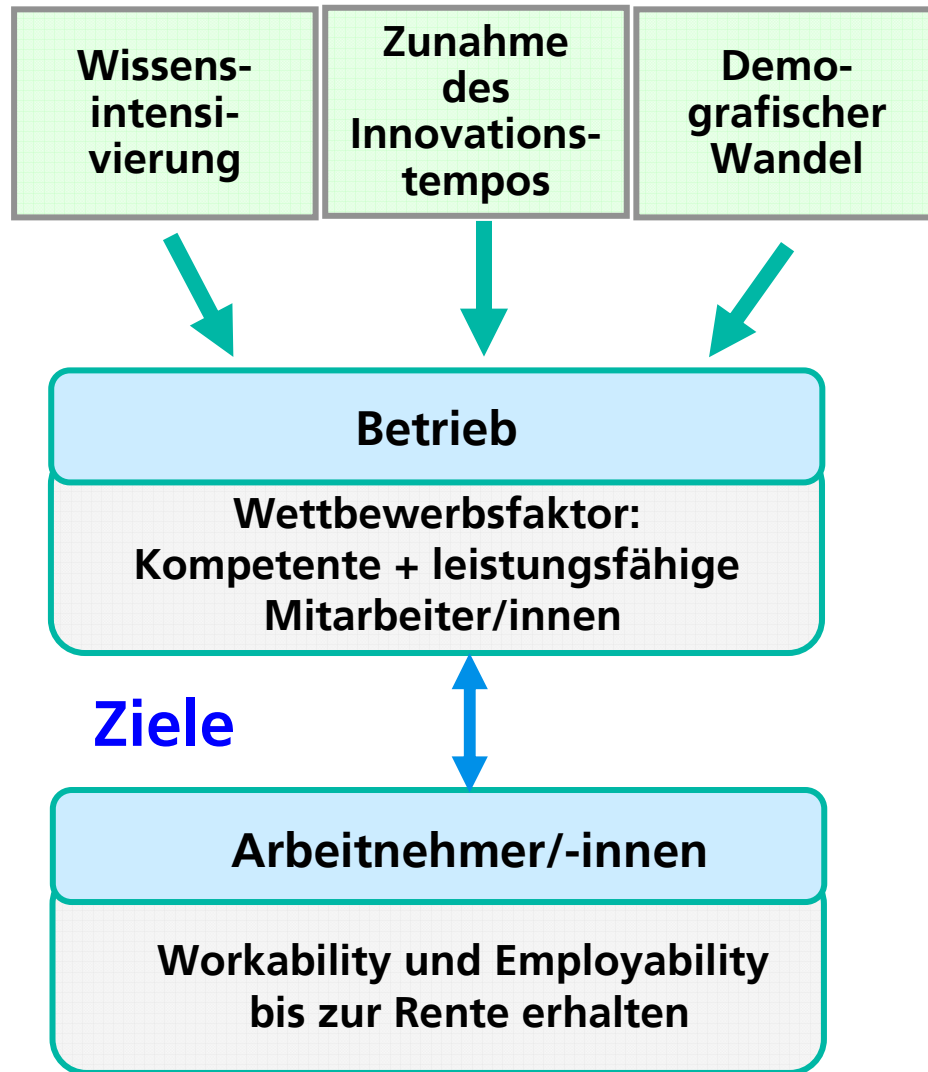 Wissens-
intensi-
vierung
Zunahme
des
Innovations-
tempos
Demo-
grafischer
Wandel
Betrieb
Wettbewerbsfaktor:
Kompetente + leistungsfähige
Mitarbeiter/innen
Ziele
Arbeitnehmer/-innen
Workability und Employability
bis zur Rente erhalten